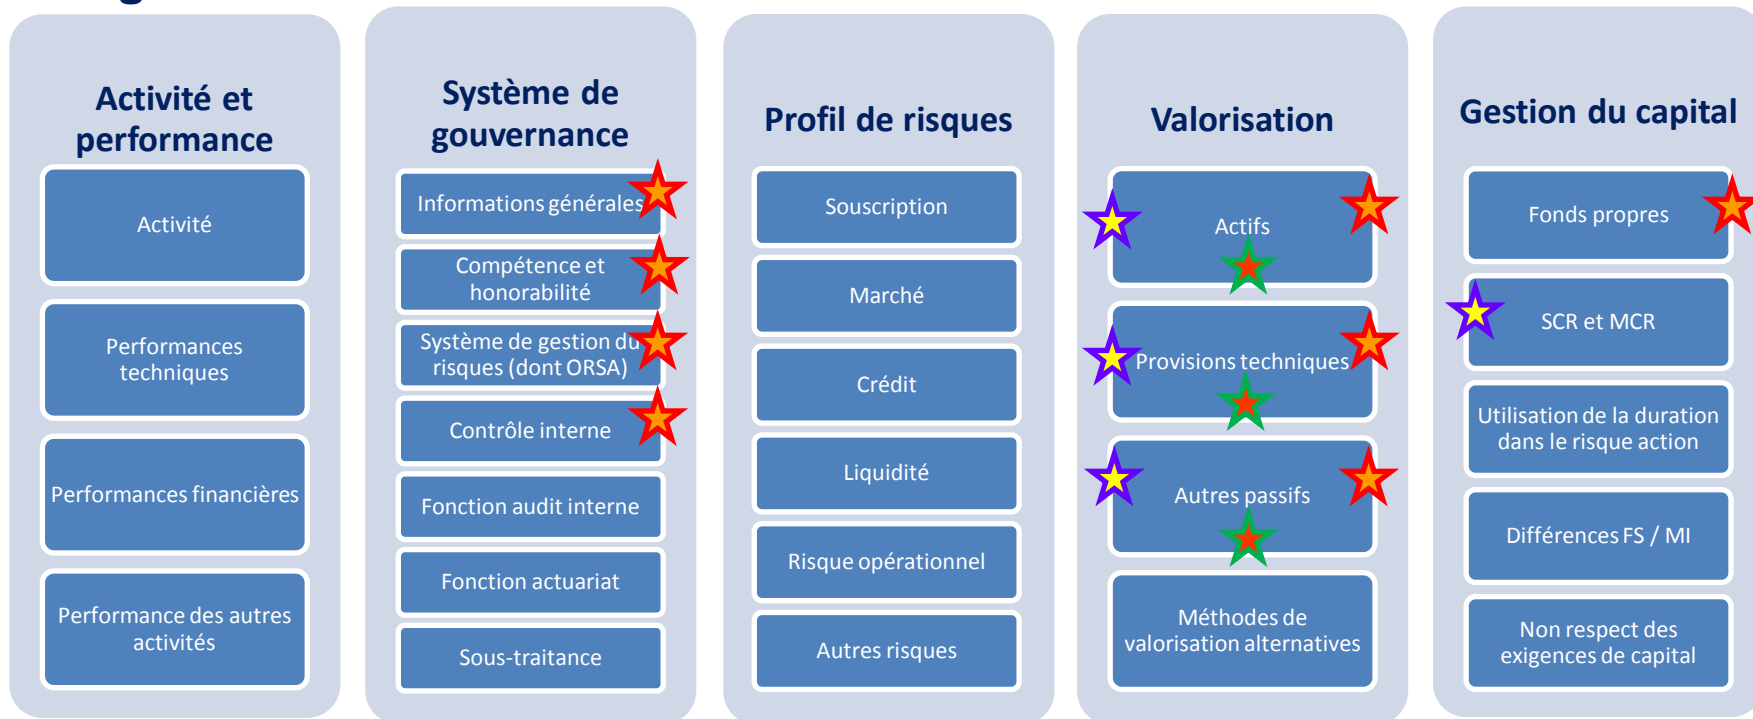 Activité et
performance
Activité
Performances
techniques
Performances financières
Performance des autres
activités
Système de
gouvernance
Informations générales
Compétence et
honorabilité
Système de gestion du
risques (dont ORSA)
Contrôle interne
Fonction audit interne
Fonction actuariat
Sous-traitance
Profil de risques
Souscription
Marché
Crédit
Liquidité
Risque opérationnel
Autres risques
Valorisation
Actifs
Provisions techniques
Autres passifs
Méthodes de
valorisation alternatives
Gestion du capital
Fonds propres
SCR et MCR
Utilisation de la duration
dans le risque action
Différences FS / MI
Non respect des
exigences de capital